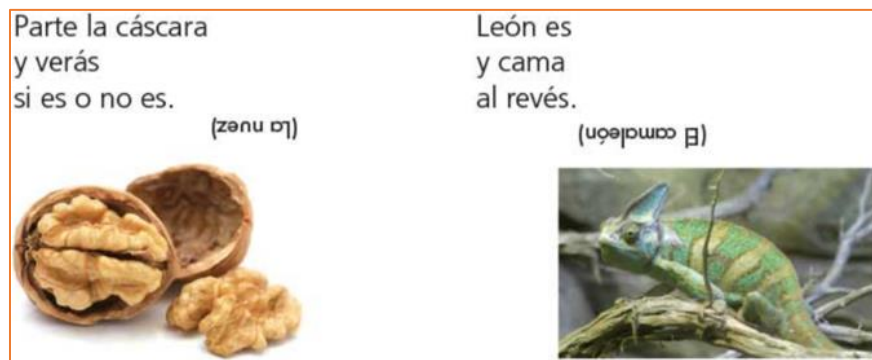 Parte la cáscara
y verás
si es o no es.
(La nuez)
León es
y cama
al revés.
(El camaleón)